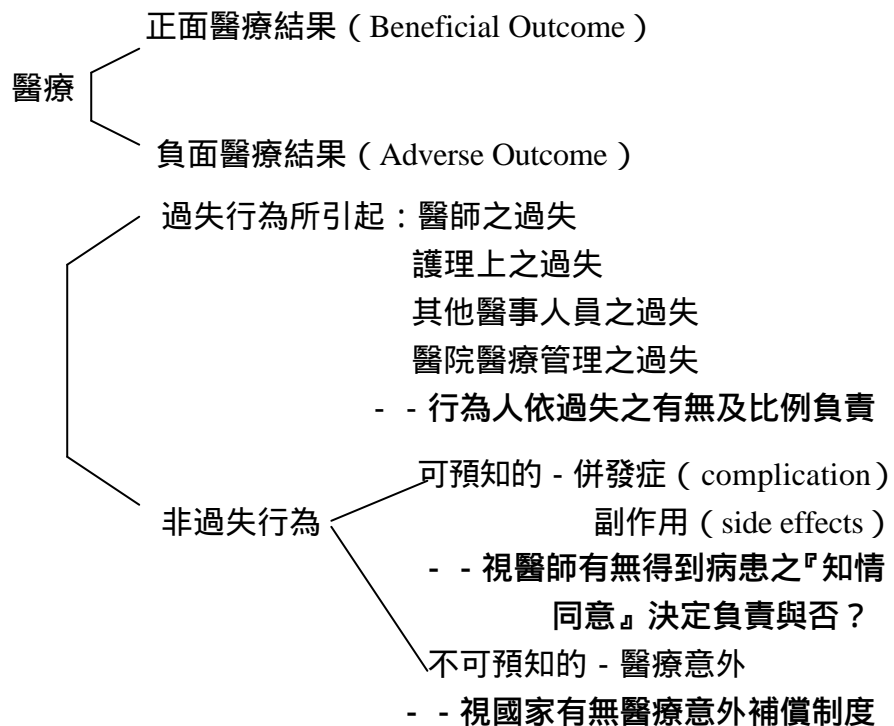 正面醫療結果（Beneficial Outcome）
醫療
負面醫療結果（Adverse Outcome）
過失行為所引起：醫師之過失
護理上之過失
其他醫事人員之過失
醫院醫療管理之過失
- - 行為人依過失之有無及比例負責
可預知的 - 併發症（complication）
非過失行為
副作用（side effects）
- - 視醫師有無得到病患之『知情
同意』決定負責與否？
不可預知的 - 醫療意外
- - 視國家有無醫療意外補償制度